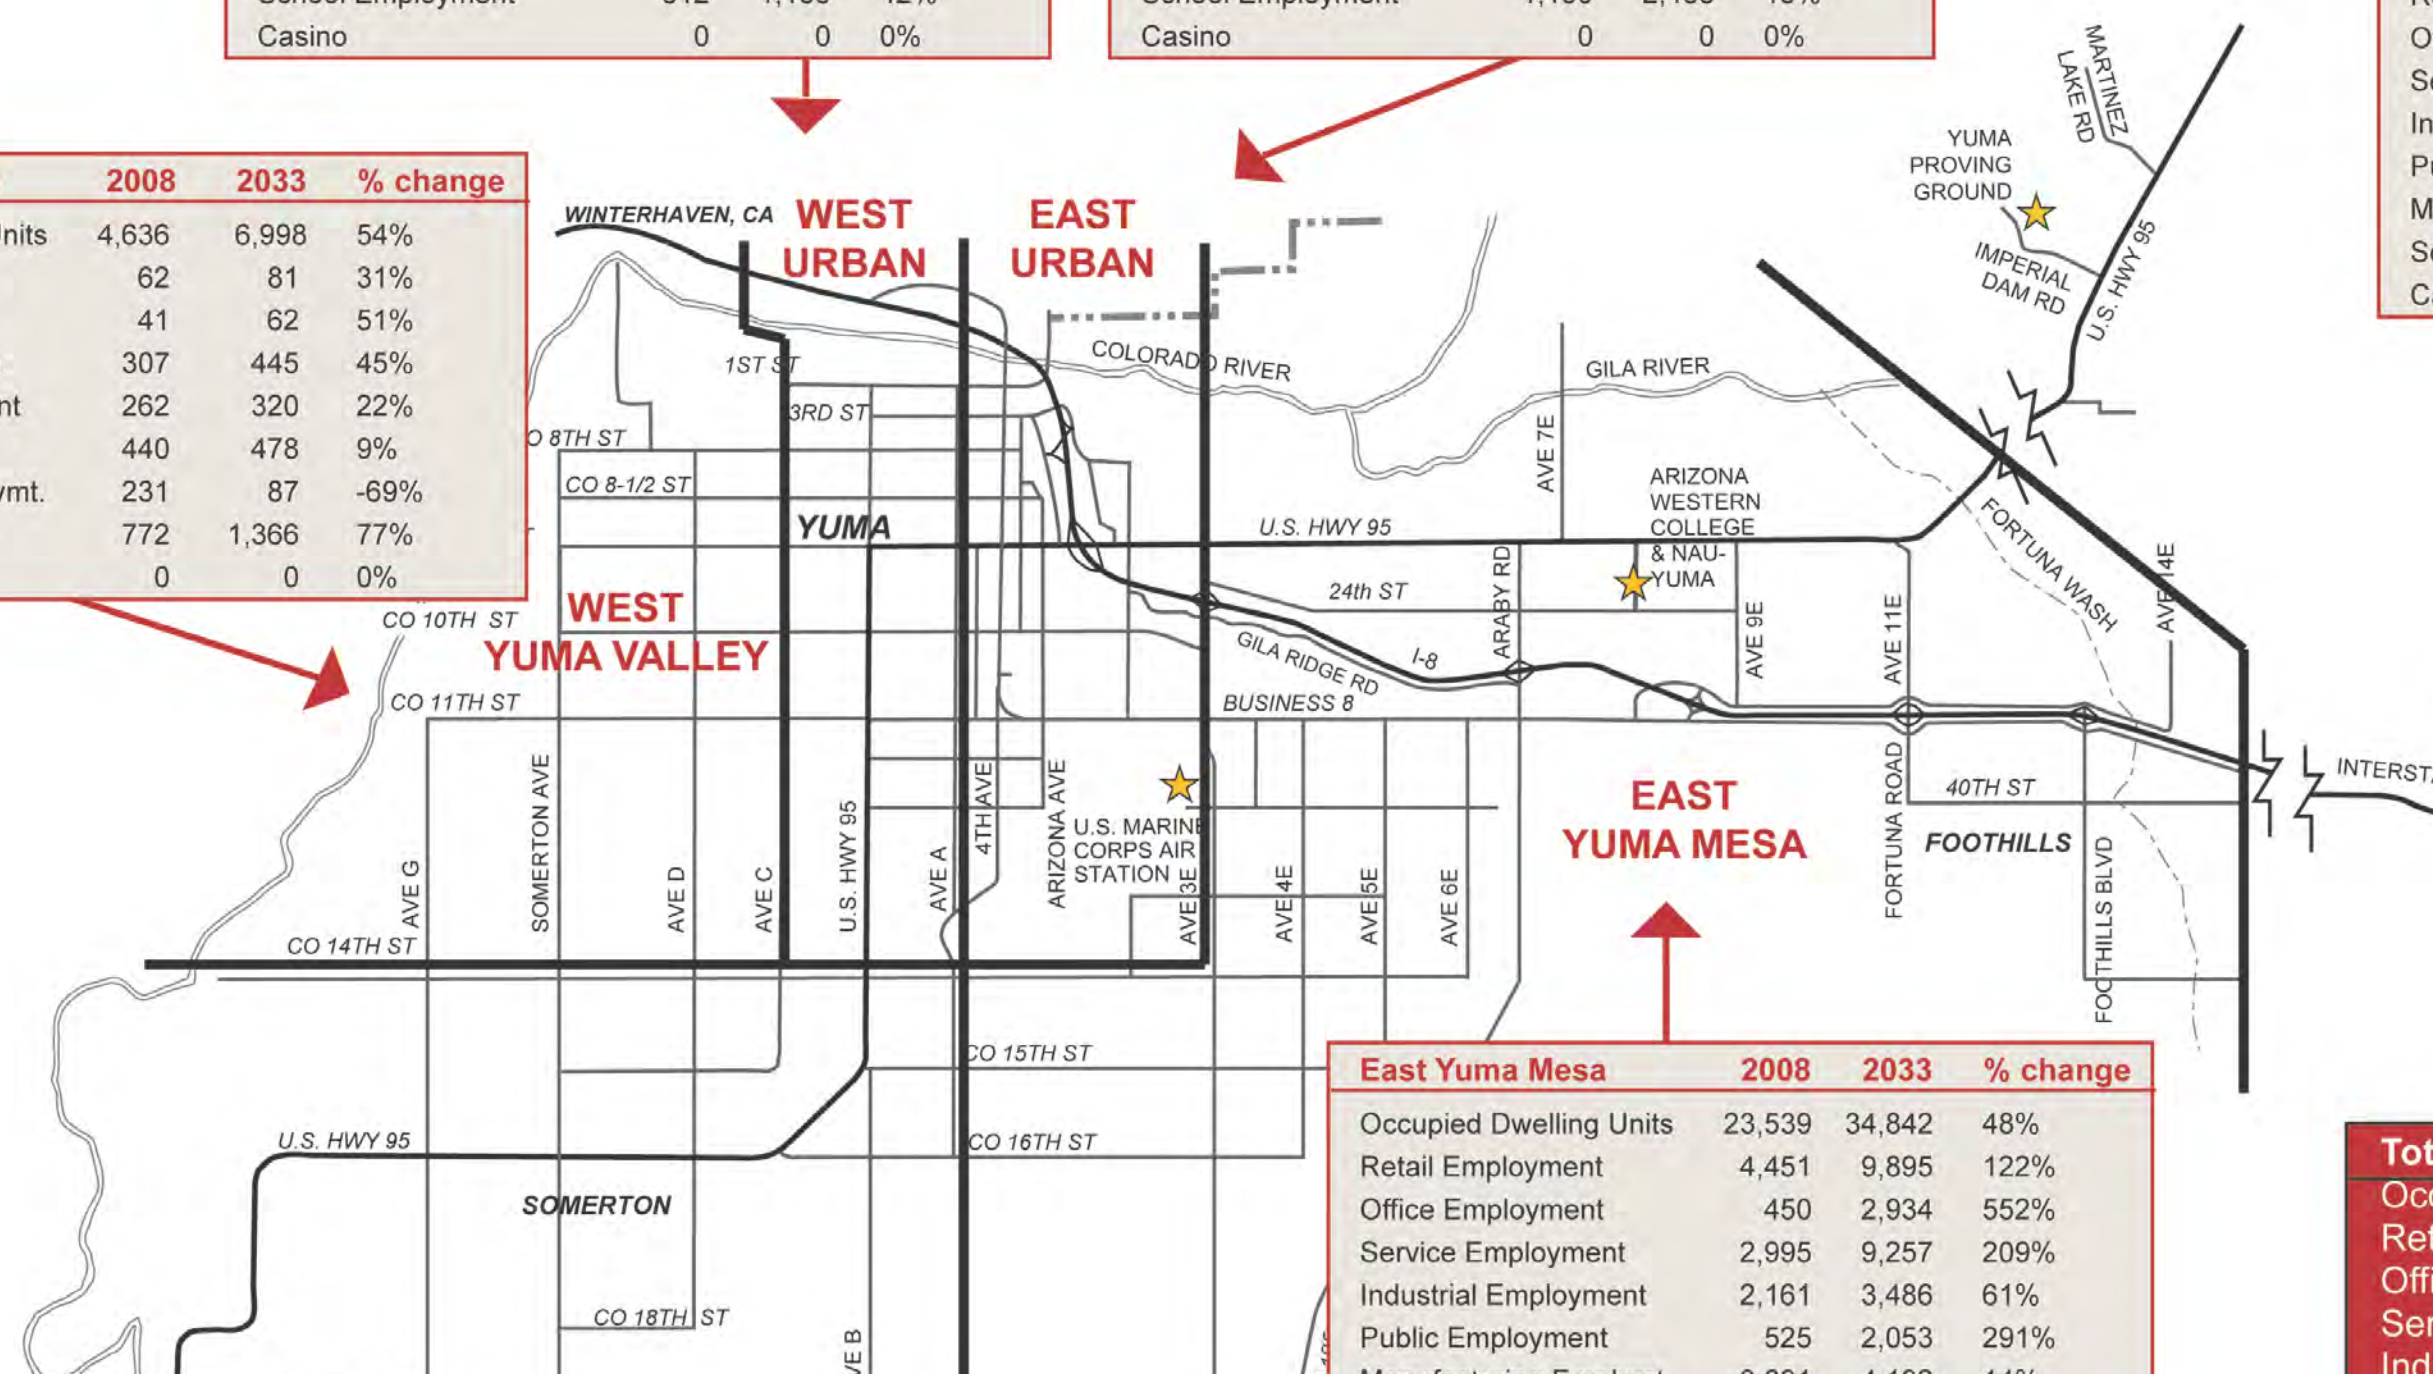 Casino 0 0 0%
Casino 0 0 0%
2008 2033 % change
4,636 6,998 54%
62 81 31%
41 62 51%
307 445 45%
262 320 22%
440 478 9%
231 87 -69%
772 1,366 77%
0 0 0%
MARTINEZ
LAKE RD
YUMA
PROVING
GROUND
IMPERIAL
DAM RD
U.S. HWY 95
WINTERHAVEN, CA
WEST
URBAN
EAST
URBAN
COLORADO RIVER
GILA RIVER
1ST ST
3RD ST
8TH ST
CO 8-1/2 ST
YUMA
U.S. HWY 95
AVE 7E
ARIZONA
WESTERN
COLLEGE
& NAU-
YUMA
FORTUNA WASH
AVE 14E
24th ST
ARABY RD
AVE 9E
AVE 11E
WEST
YUMA VALLEY
CO 10TH ST
CO 11TH ST
GILA RIDGE RD
I-8
BUSINESS 8
INTERST
40TH ST
FOOTHILLS
FORTUNA ROAD
FOOTHILLS BLVD
EAST
YUMA MESA
U.S. MARINE
CORPS AIR
STATION
AVE G
SOMERTON AVE
AVE D
AVE C
U.S. HWY 95
AVE A
4TH AVE
ARIZONA AVE
AVE 3E
AVE 4E
AVE 5E
AVE 6E
CO 14TH ST
CO 15TH ST
CO 16TH ST
U.S. HWY 95
SOMERTON
CO 18TH ST
East Yuma Mesa 2008 2033 % change
Occupied Dwelling Units 23,539 34,842 48%
Retail Employment 4,451 9,895 122%
Office Employment 450 2,934 552%
Service Employment 2,995 9,257 209%
Industrial Employment 2,161 3,486 61%
Public Employment 525 2,053 291%